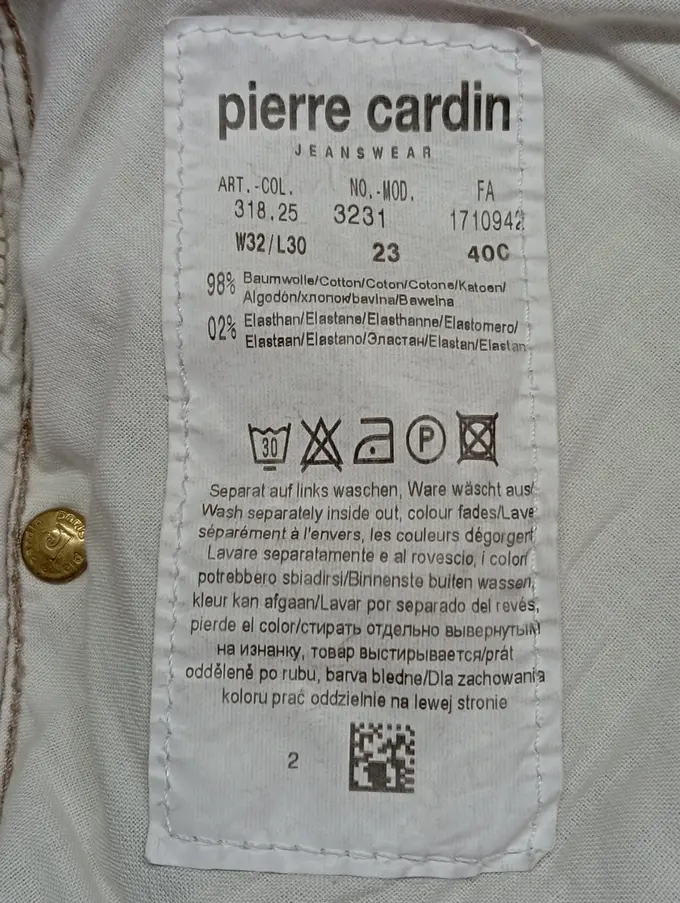 pierre cardin
JEANSWEAR
ART.-COL. NO.-MOD. FA
318.25 3231 1710942
W32/L30 23 40C
98% Baumwolle/Cotton/Coton/Cotone/Katoen/
Algodòn/хлопок/bavlna/Bawelna
02% Elasthan/Elastane/Elasthanne/Elastomero/
Elastaan/Elastano/Эластан/Elastan/Elastan
30 P
Separat auf links waschen, Ware wäscht aus/
Wash separately inside out, colour fades/Lave
séparément à l'envers, les couleurs dégorgent
Lavare separatamente e al rovescio, i colori
potrebbero sbiadirsi/Binnenste buiten wassen,
kleur kan afgaan/Lavar por separado del revés,
pierde el color/стирать отдельно вывернутым
на изнанку, товар выстирывается/prát
odděleně po rubu, barva bledne/Dla zachowania
koloru prać oddzielnie na lewej stronie
2